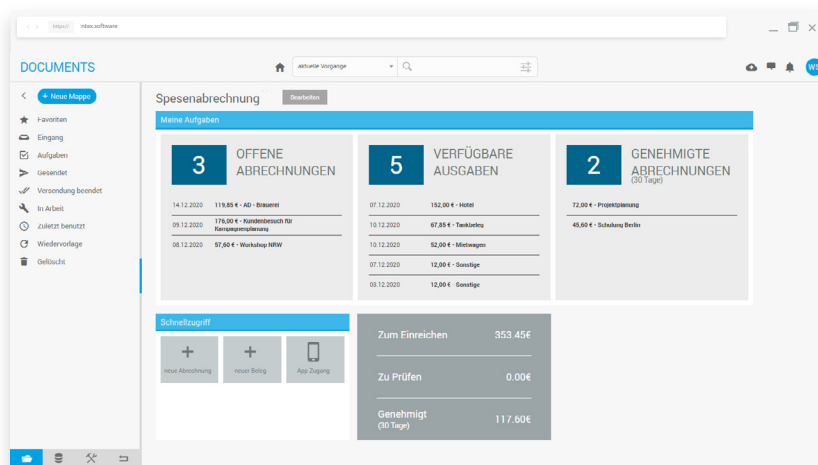 https:// intex.software
DOCUMENTS
aktuelle Vorgänge
WS
+ Neue Mappe
Favoriten
Eingang
Aufgaben
Gesendet
Versendung beendet
In Arbeit
Zuletzt benutzt
Wiedervorlage
Gelöscht
Spesenabrechnung
Bearbeiten
Meine Aufgaben
3
OFFENE
ABRECHNUNGEN
14.12.2020 119,85 € - AD - Brauerei
09.12.2020 176,00 € - Kundenbesuch für
Kampagnenplanung
08.12.2020 57,60 € - Workshop NRW
5
VERFÜGBARE
AUSGABEN
07.12.2020 152,00 € - Hotel
10.12.2020 67,85 € - Tankbeleg
10.12.2020 52,00 € - Mietwagen
07.12.2020 12,00 € - Sonstige
03.12.2020 12,00 € - Sonstige
2
GENEHMIGTE
ABRECHNUNGEN
(30 Tage)
72,00 € - Projektplanung
45,60 € - Schulung Berlin
Schnellzugriff
neue Abrechnung
neuer Beleg
App Zugang
Zum Einreichen 353.45€
Zu Prüfen 0.00€
Genehmigt 117.60€
(30 Tage)